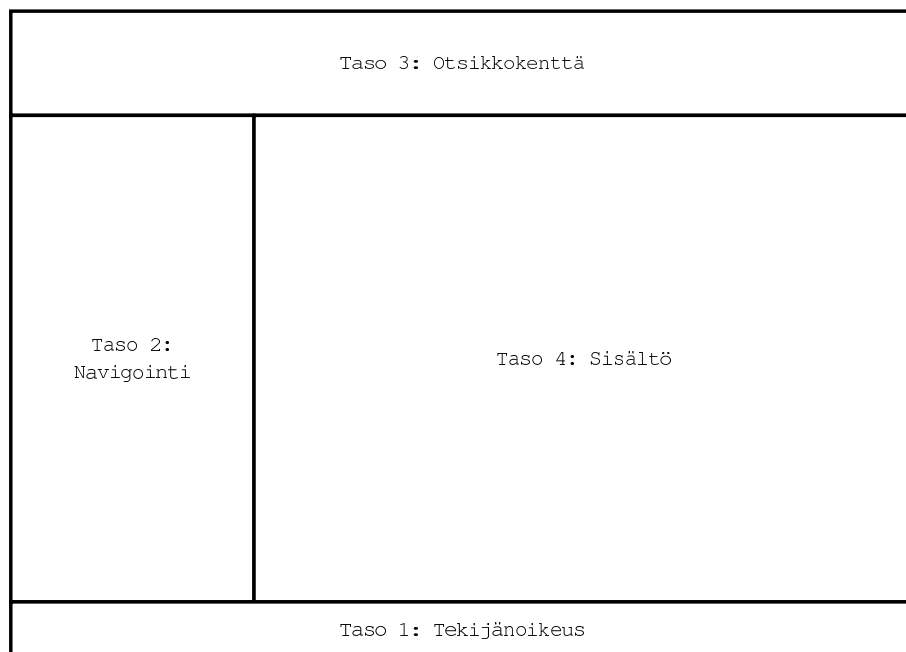 Taso 3: Otsikkokenttä
Taso 2:
Navigointi
Taso 4: Sisältö
Taso 1: Tekijänoikeus